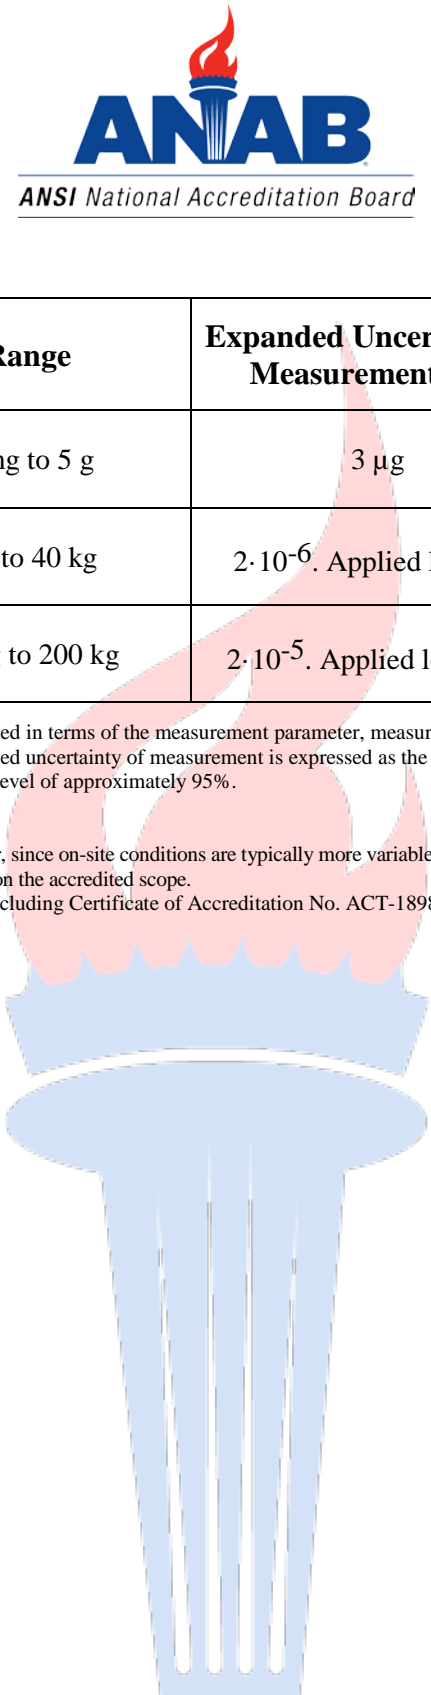 ANAB
ANSI National Accreditation Board
Range
Expanded Uncer
Measurement
g to 5 g
3 µg
to 40 kg
2·10-6. Applied
to 200 kg
2·10-5. Applied l
ed in terms of the measurement parameter, measur
ed uncertainty of measurement is expressed as the
evel of approximately 95%.
, since on-site conditions are typically more variable
on the accredited scope.
cluding Certificate of Accreditation No. ACT-1898